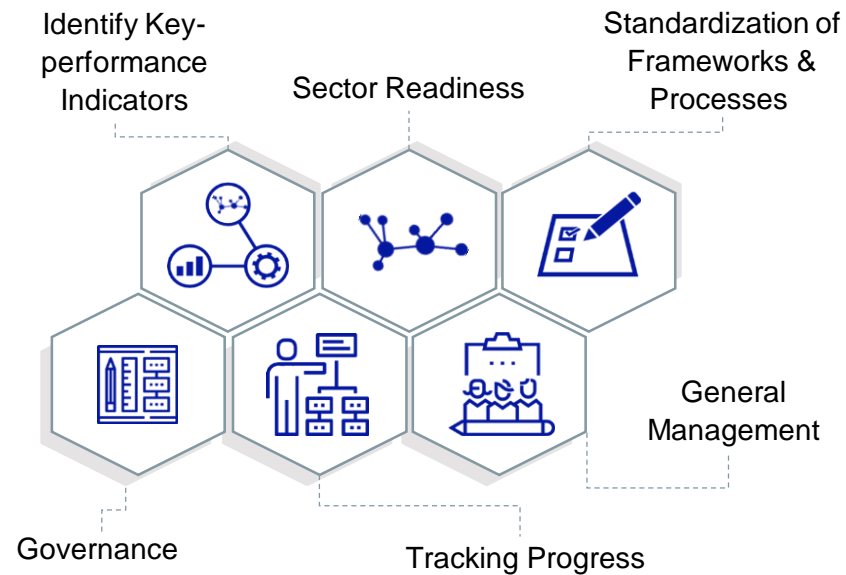 Identify Key-
performance
Indicators
Sector Readiness
Standardization of
Frameworks &
Processes
General
Management
Governance
Tracking Progress